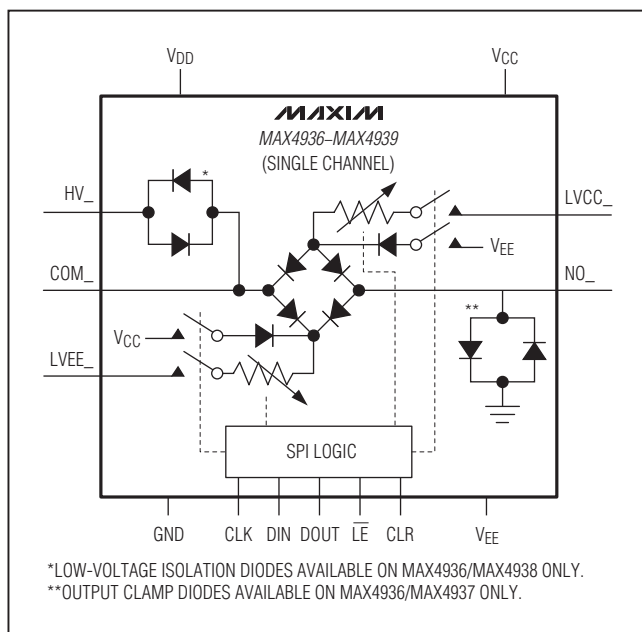 VDD
VCC
MAXIM
MAX4936–MAX4939
(SINGLE CHANNEL)
*
HV_
LVCC_
VEE
COM_
NO_
**
VCC
LVEE_
SPI LOGIC
GND CLK DIN DOUT LE CLR VEE
*LOW-VOLTAGE ISOLATION DIODES AVAILABLE ON MAX4936/MAX4938 ONLY.
**OUTPUT CLAMP DIODES AVAILABLE ON MAX4936/MAX4937 ONLY.